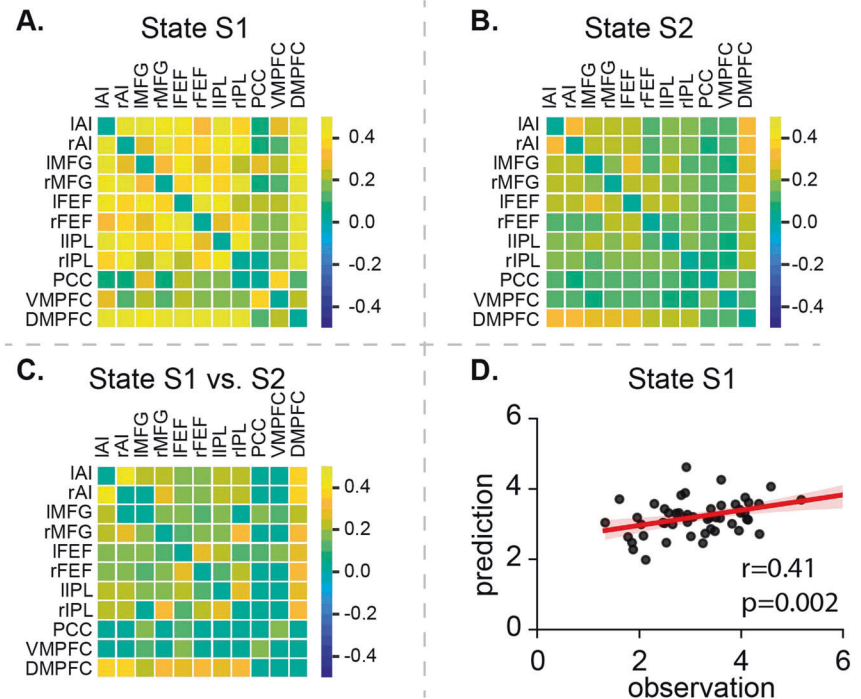 A.
State S1
lAI rAI lMFG rMFG lFEF rFEF lIPL rIPL PCC VMPFC DMPFC
lAI
rAI
lMFG
rMFG
lFEF
rFEF
lIPL
rIPL
PCC
VMPFC
DMPFC
0.4
0.2
0.0
-0.2
-0.4
B.
State S2
lAI rAI lMFG rMFG lFEF rFEF lIPL rIPL PCC VMPFC DMPFC
lAI
rAI
lMFG
rMFG
lFEF
rFEF
lIPL
rIPL
PCC
VMPFC
DMPFC
0.4
0.2
0.0
-0.2
-0.4
C.
State S1 vs. S2
lAI rAI lMFG rMFG lFEF rFEF lIPL rIPL PCC VMPFC DMPFC
lAI
rAI
lMFG
rMFG
lFEF
rFEF
lIPL
rIPL
PCC
VMPFC
DMPFC
0.4
0.2
0.0
-0.2
-0.4
D.
State S1
prediction
6
4
2
0
r=0.41
p=0.002
0 2 4 6
observation